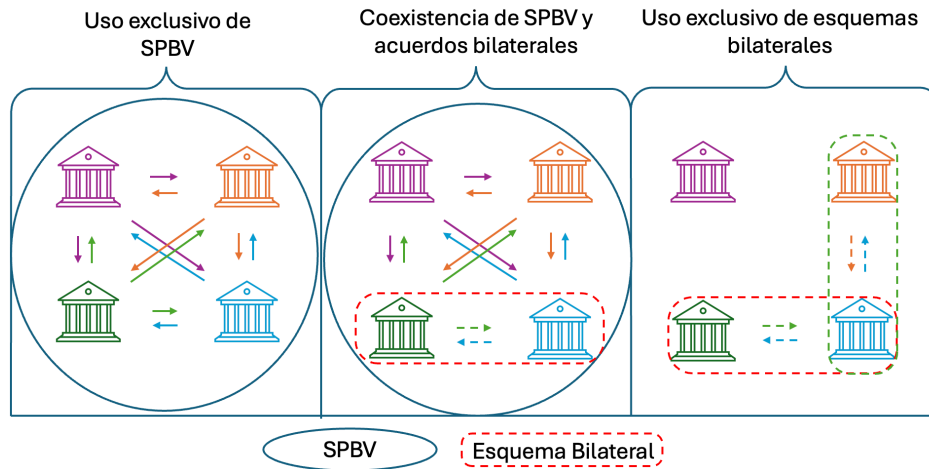 Uso exclusivo de
SPBV
Coexistencia de SPBV y
acuerdos bilaterales
Uso exclusivo de esquemas
bilaterales
SPBV
Esquema Bilateral